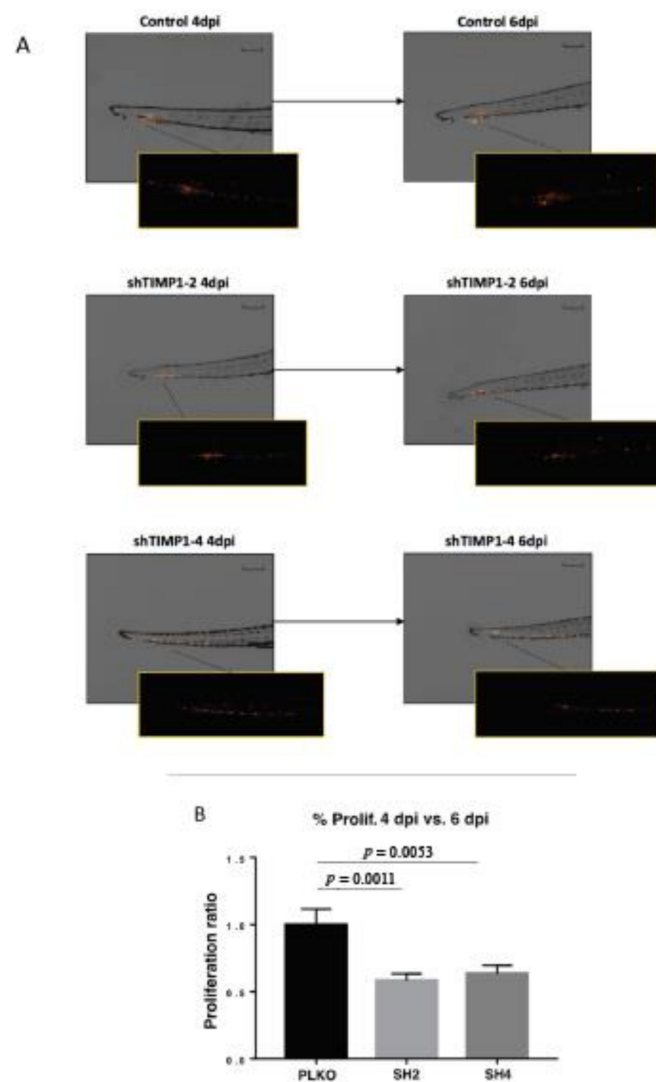 A
Control 4dpi
Control 6dpi
shTIMP1-2 4dpi
shTIMP1-2 6dpi
shTIMP1-4 4dpi
shTIMP1-4 6dpi
B
% Prolif. 4 dpi vs. 6 dpi
p = 0.0053
p = 0.0011
Proliferation ratio
1.5
1.0
0.5
0.0
PLKO SH2 SH4